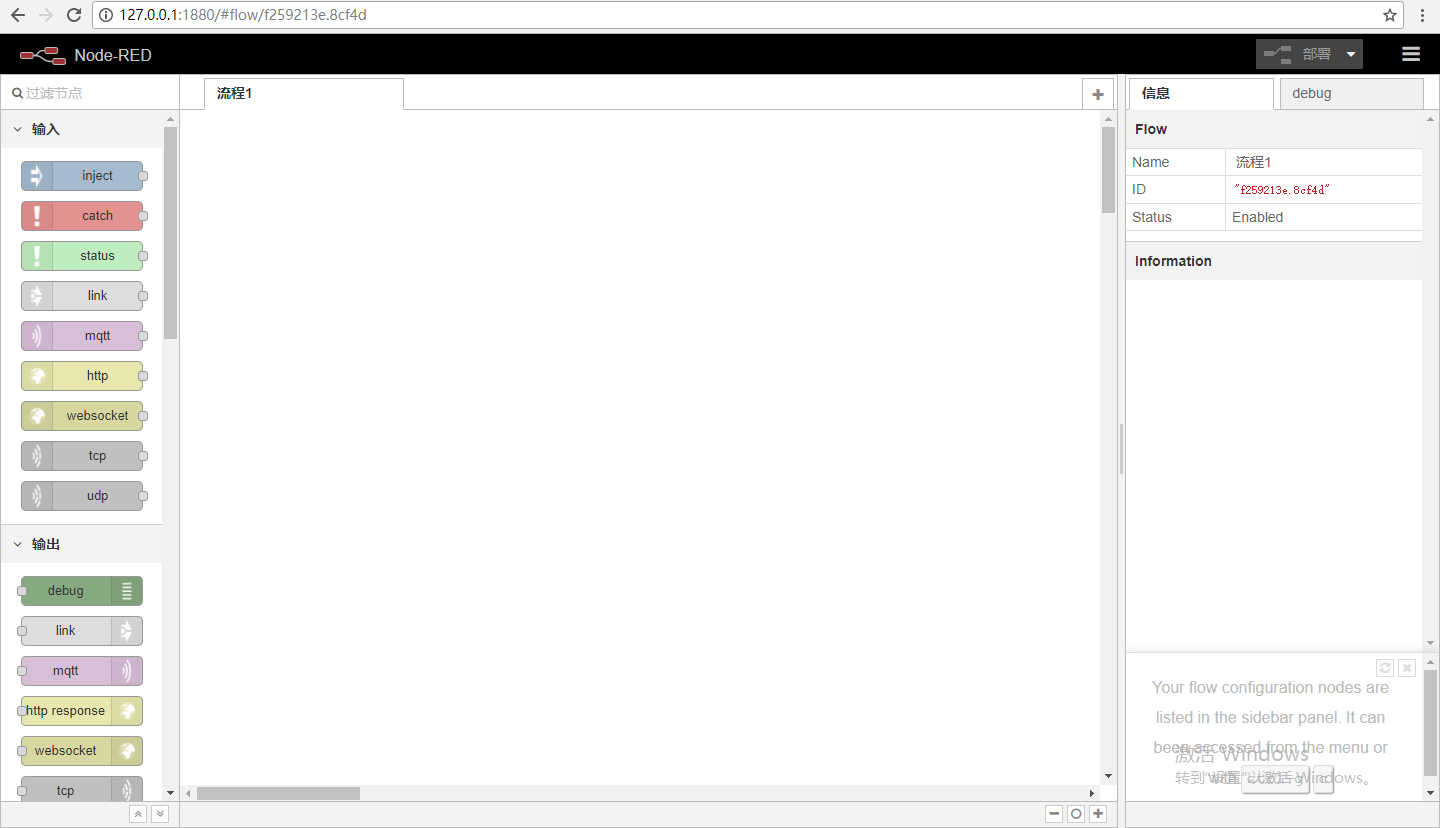 127.0.0.1:1880/#flow/f259213e.8cf4d
Node-RED
部署
过滤节点
流程1
信息
debug
输入
inject
catch
status
link
mqtt
http
websocket
tcp
udp
输出
debug
link
mqtt
http response
websocket
tcp
Flow
Name 流程1
ID "f259213e.8cf4d"
Status Enabled
Information
Your flow configuration nodes are
listed in the sidebar panel. It can
been accessed from the menu or
激活 Windows
转到“设置”以激活 Windows。